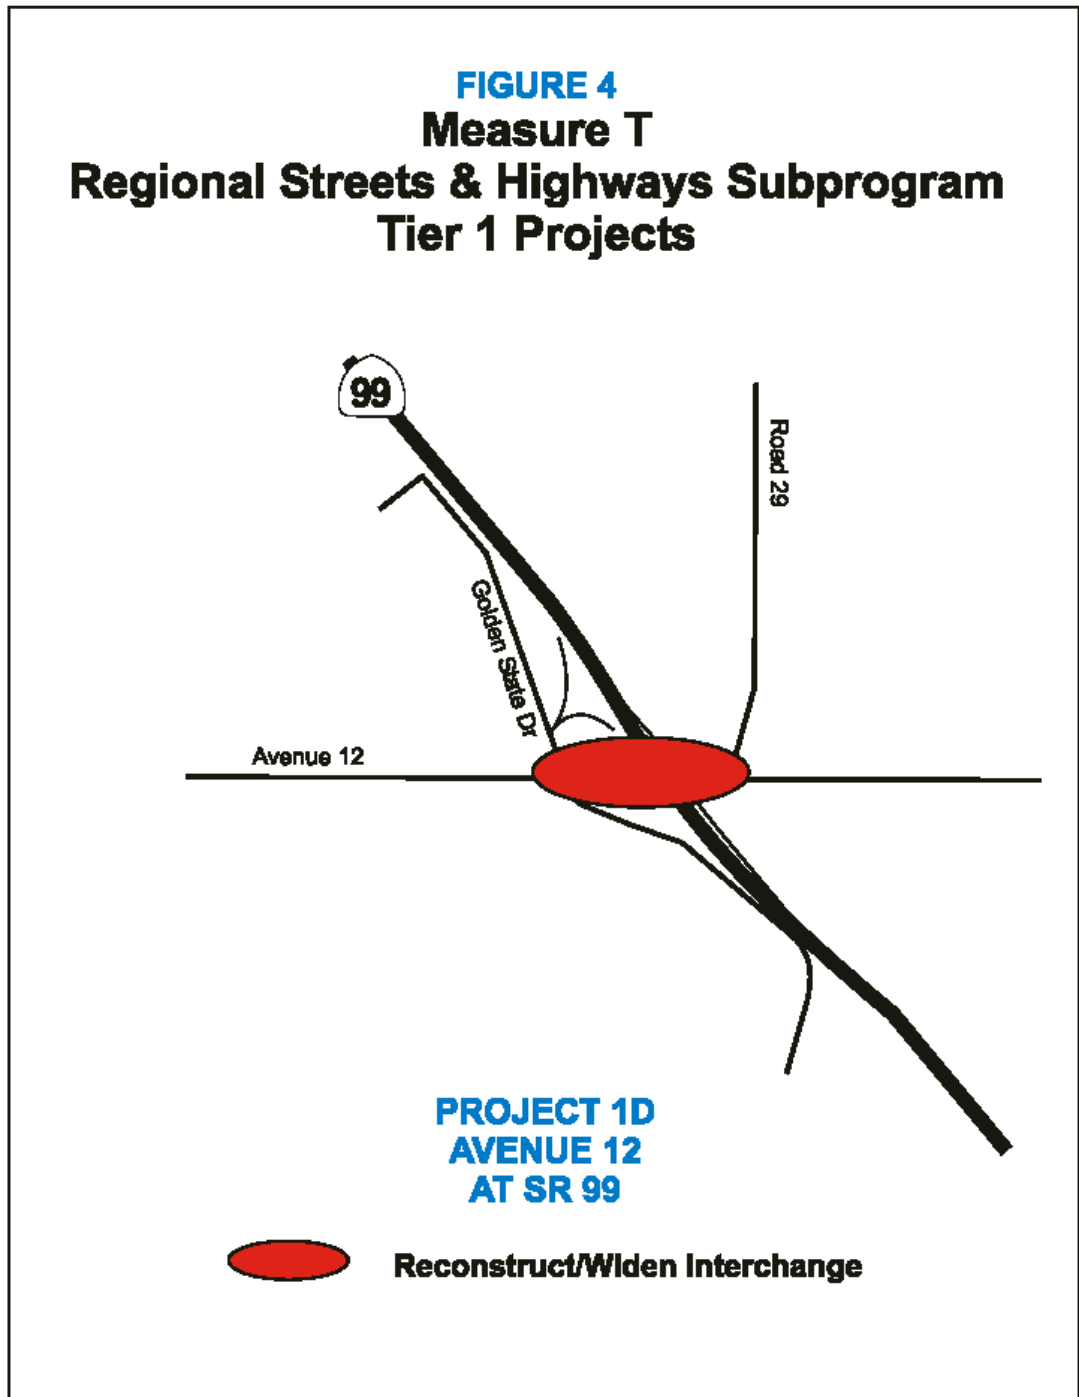 FIGURE 4
Measure T
Regional Streets & Highways Subprogram
Tier 1 Projects
99
Road 29
Golden State Dr
Avenue 12
PROJECT 1D
AVENUE 12
AT SR 99
Reconstruct/Widen Interchange